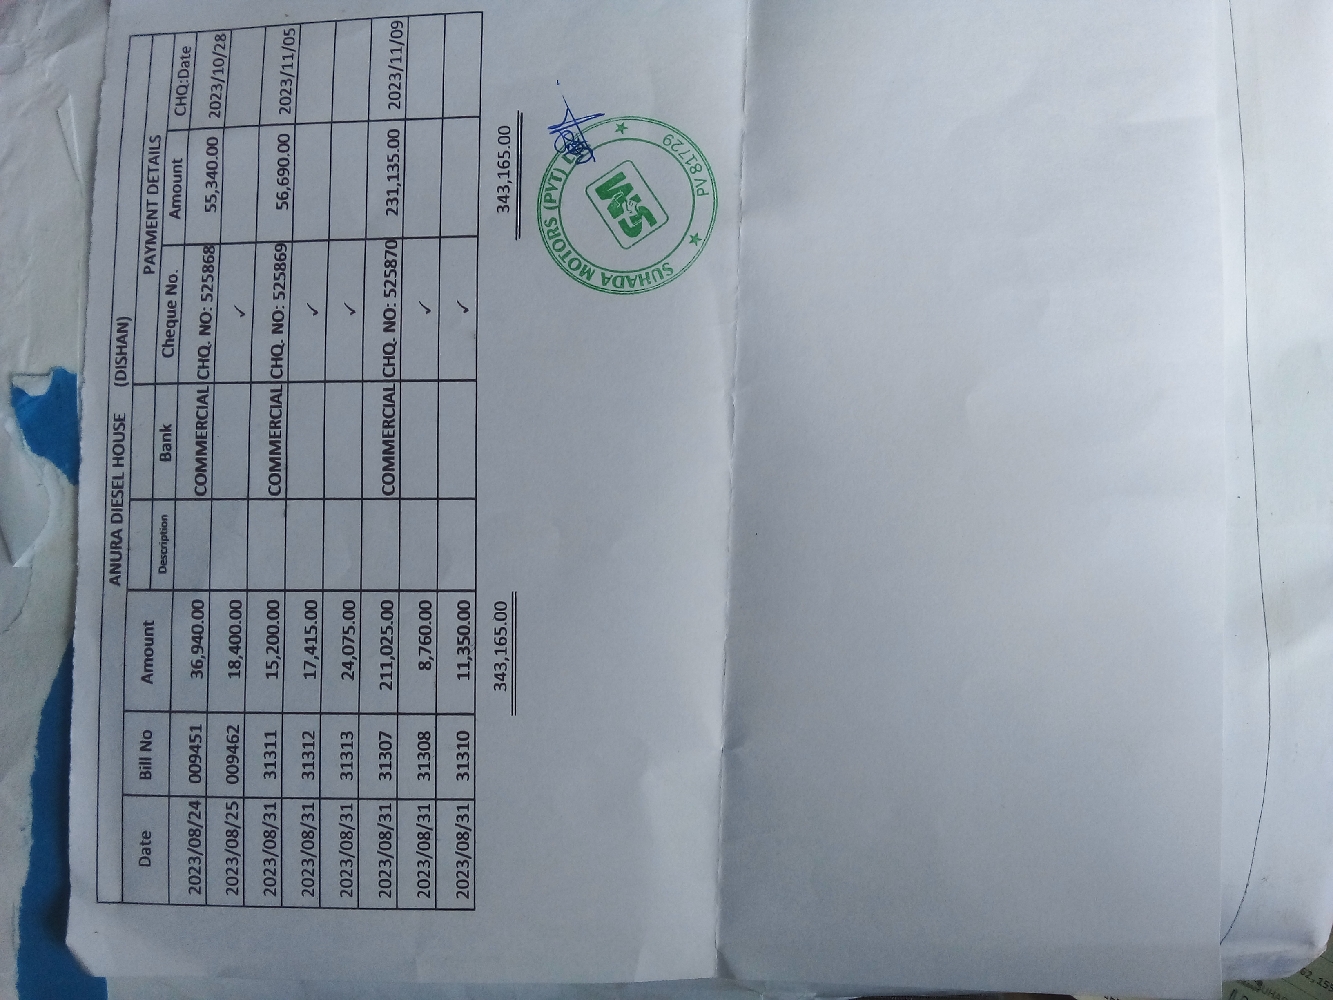 ANURA DIESEL HOUSE (DISHAN)
PAYMENT DETAILS
Date Bill No Amount Description Bank Cheque No. Amount CHQ:Date
2023/08/24 009451 36,940.00 COMMERCIAL CHQ. NO: 525868 55,340.00 2023/10/28
2023/08/25 009462 18,400.00 ✓
2023/08/31 31311 15,200.00 COMMERCIAL CHQ. NO: 525869 56,690.00 2023/11/05
2023/08/31 31312 17,415.00 ✓
2023/08/31 31313 24,075.00 ✓
2023/08/31 31307 211,025.00 COMMERCIAL CHQ. NO: 525870 231,135.00 2023/11/09
2023/08/31 31308 8,760.00 ✓
2023/08/31 31310 11,350.00 ✓
343,165.00 343,165.00
SUHADA MOTORS (PVT)
PV 81729